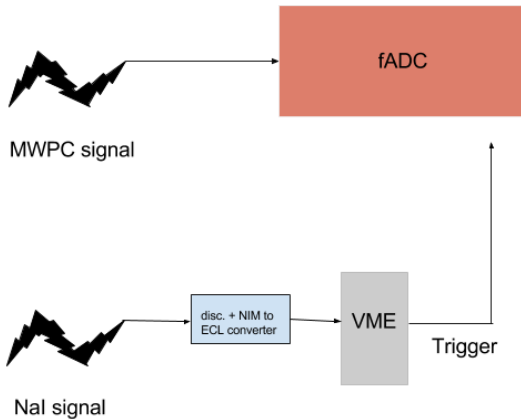 fADC
MWPC signal
disc. + NIM to
ECL converter
VME
Trigger
NaI signal